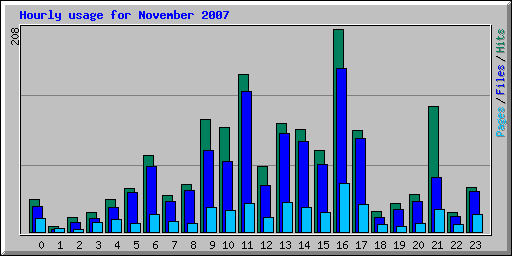 Hourly usage for November 2007
208
Pages/Files/Hits
0 1 2 3 4 5 6 7 8 9 10 11 12 13 14 15 16 17 18 19 20 21 22 23